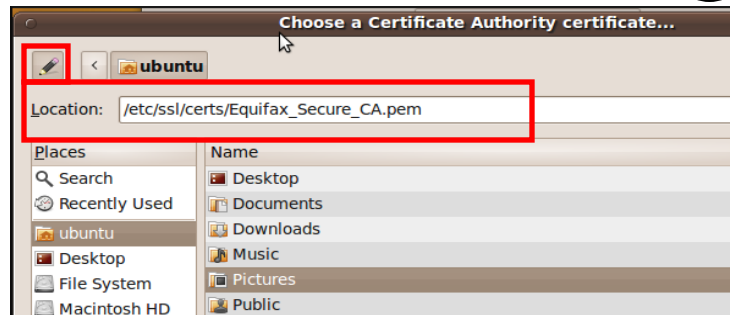 Choose a Certificate Authority certificate...
ubuntu
Location: /etc/ssl/certs/Equifax_Secure_CA.pem
Places Name
Search Desktop
Recently Used Documents
ubuntu Downloads
Desktop Music
File System Pictures
Macintosh HD Public